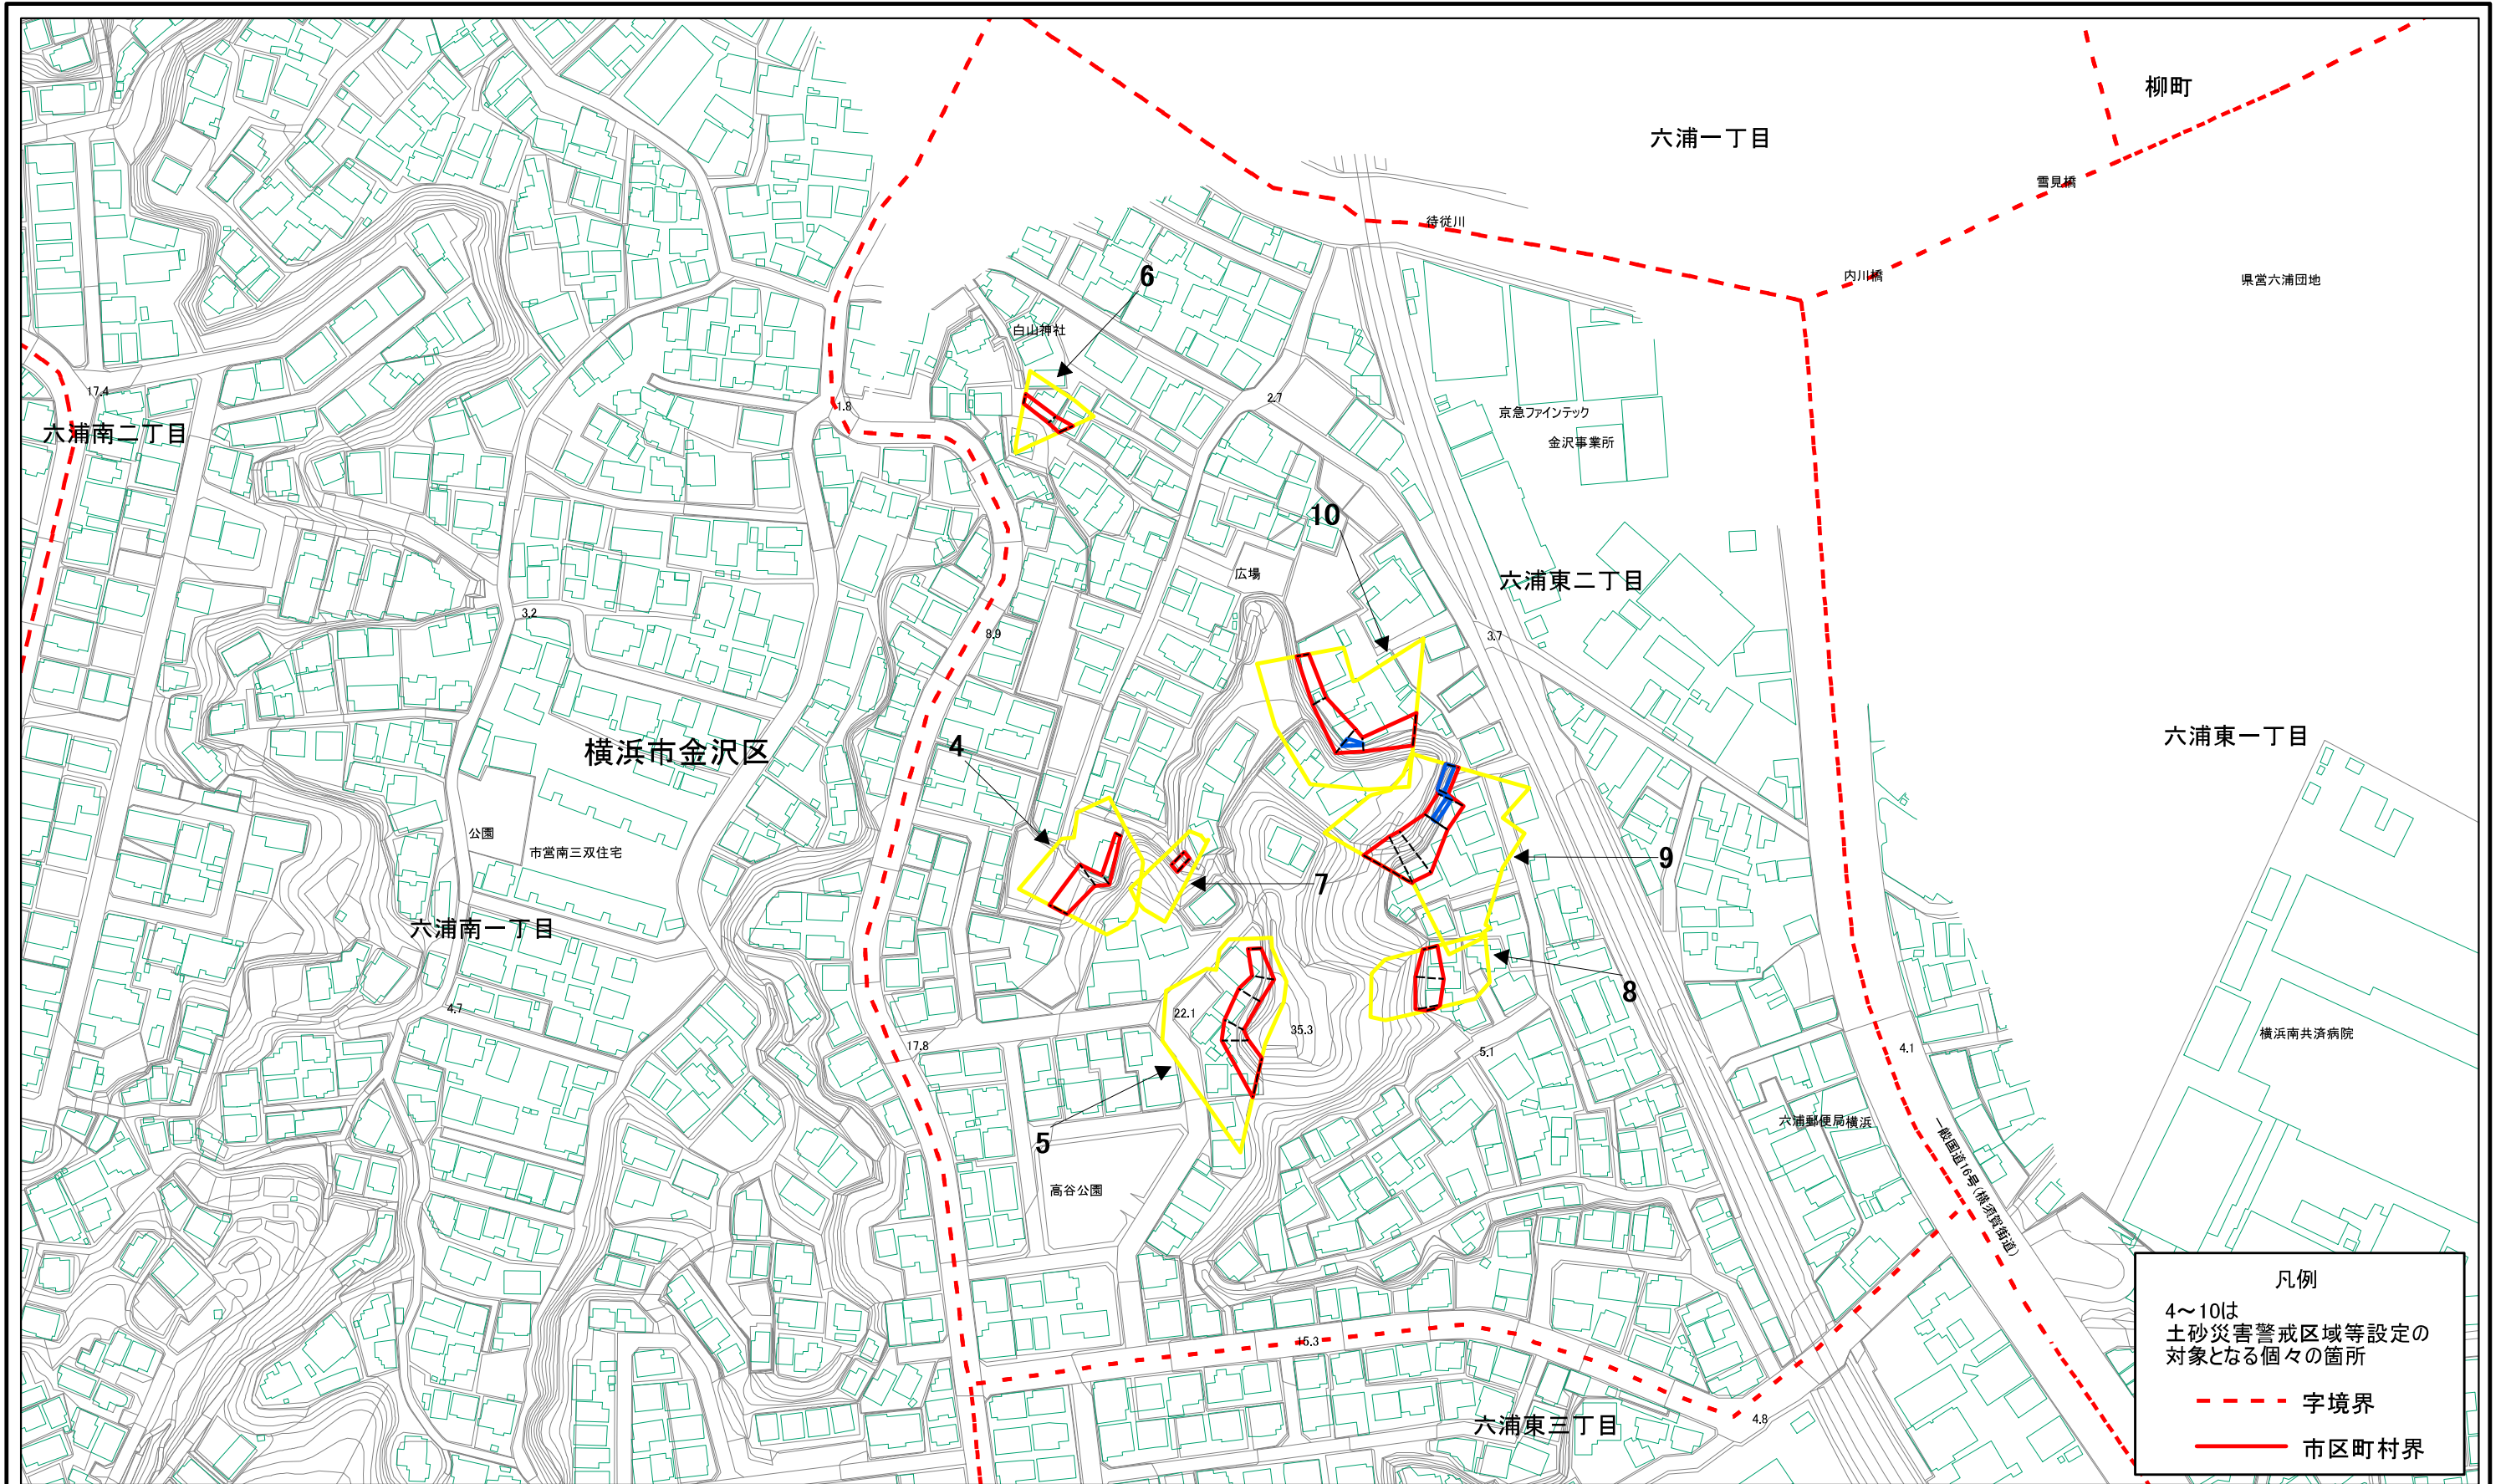 柳町
六浦一丁目
雪見橋
侍従川
内川橋
県営六浦団地
6
白山神社
17.4
1.8
2.7
京急ファインテック
金沢事業所
六浦南二丁目
10
広場
六浦東二丁目
3.2
8.9
3.7
横浜市金沢区
4
六浦東一丁目
公園
市営南三双住宅
9
7
六浦南一丁目
8
4.7
22.1
35.3
17.8
5.1
4.1
横浜南共済病院
5
六浦郵便局横浜
一般国道16号(横須賀街道)
高谷公園
15.3
4.8
六浦東三丁目
凡例
4～10は
土砂災害警戒区域等設定の
対象となる個々の箇所
字境界
市区町村界